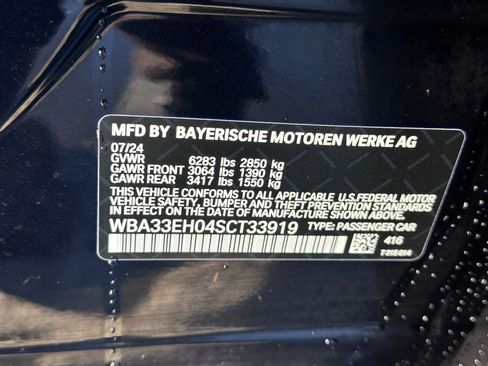 MFD BY BAYERISCHE MOTOREN WERKE AG
07/24
GVWR 6283 lbs 2850 kg
GAWR FRONT 3064 lbs 1390 kg
GAWR REAR 3417 lbs 1550 kg
THIS VEHICLE CONFORMS TO ALL APPLICABLE U.S.FEDERAL MOTOR
VEHICLE SAFETY, BUMPER AND THEFT PREVENTION STANDARDS IN
EFFECT ON THE DATE OF MANUFACTURE SHOWN ABOVE.
WBA33EH04SCT33919 TYPE: PASSENGER CAR
416